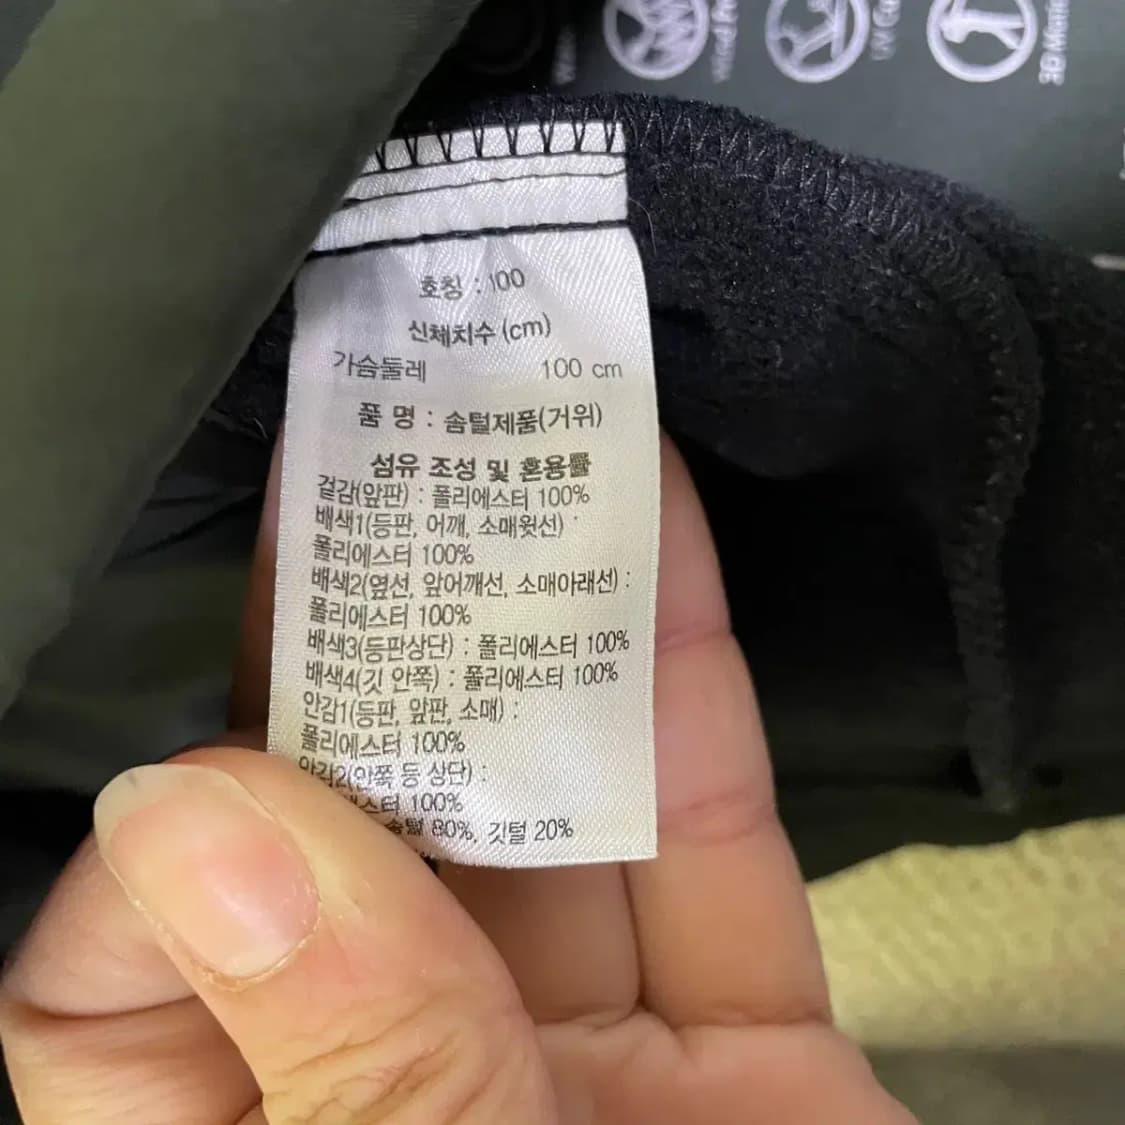 호칭 : 100
신체치수 (cm)
가슴둘레 100 cm
품 명 : 솜털제품(거위)
섬유 조성 및 혼용률
겉감(앞판) : 폴리에스터 100%
배색1(등판, 어깨, 소매윗선) :
폴리에스터 100%
배색2(옆선, 앞어깨선, 소매아래선) :
폴리에스터 100%
배색3(등판상단) : 폴리에스터 100%
배색4(깃 안쪽) : 폴리에스터 100%
안감1(등판, 앞판, 소매) :
폴리에스터 100%
안감2(안쪽 등 상단) :
100%
솜털 80%, 깃털 20%